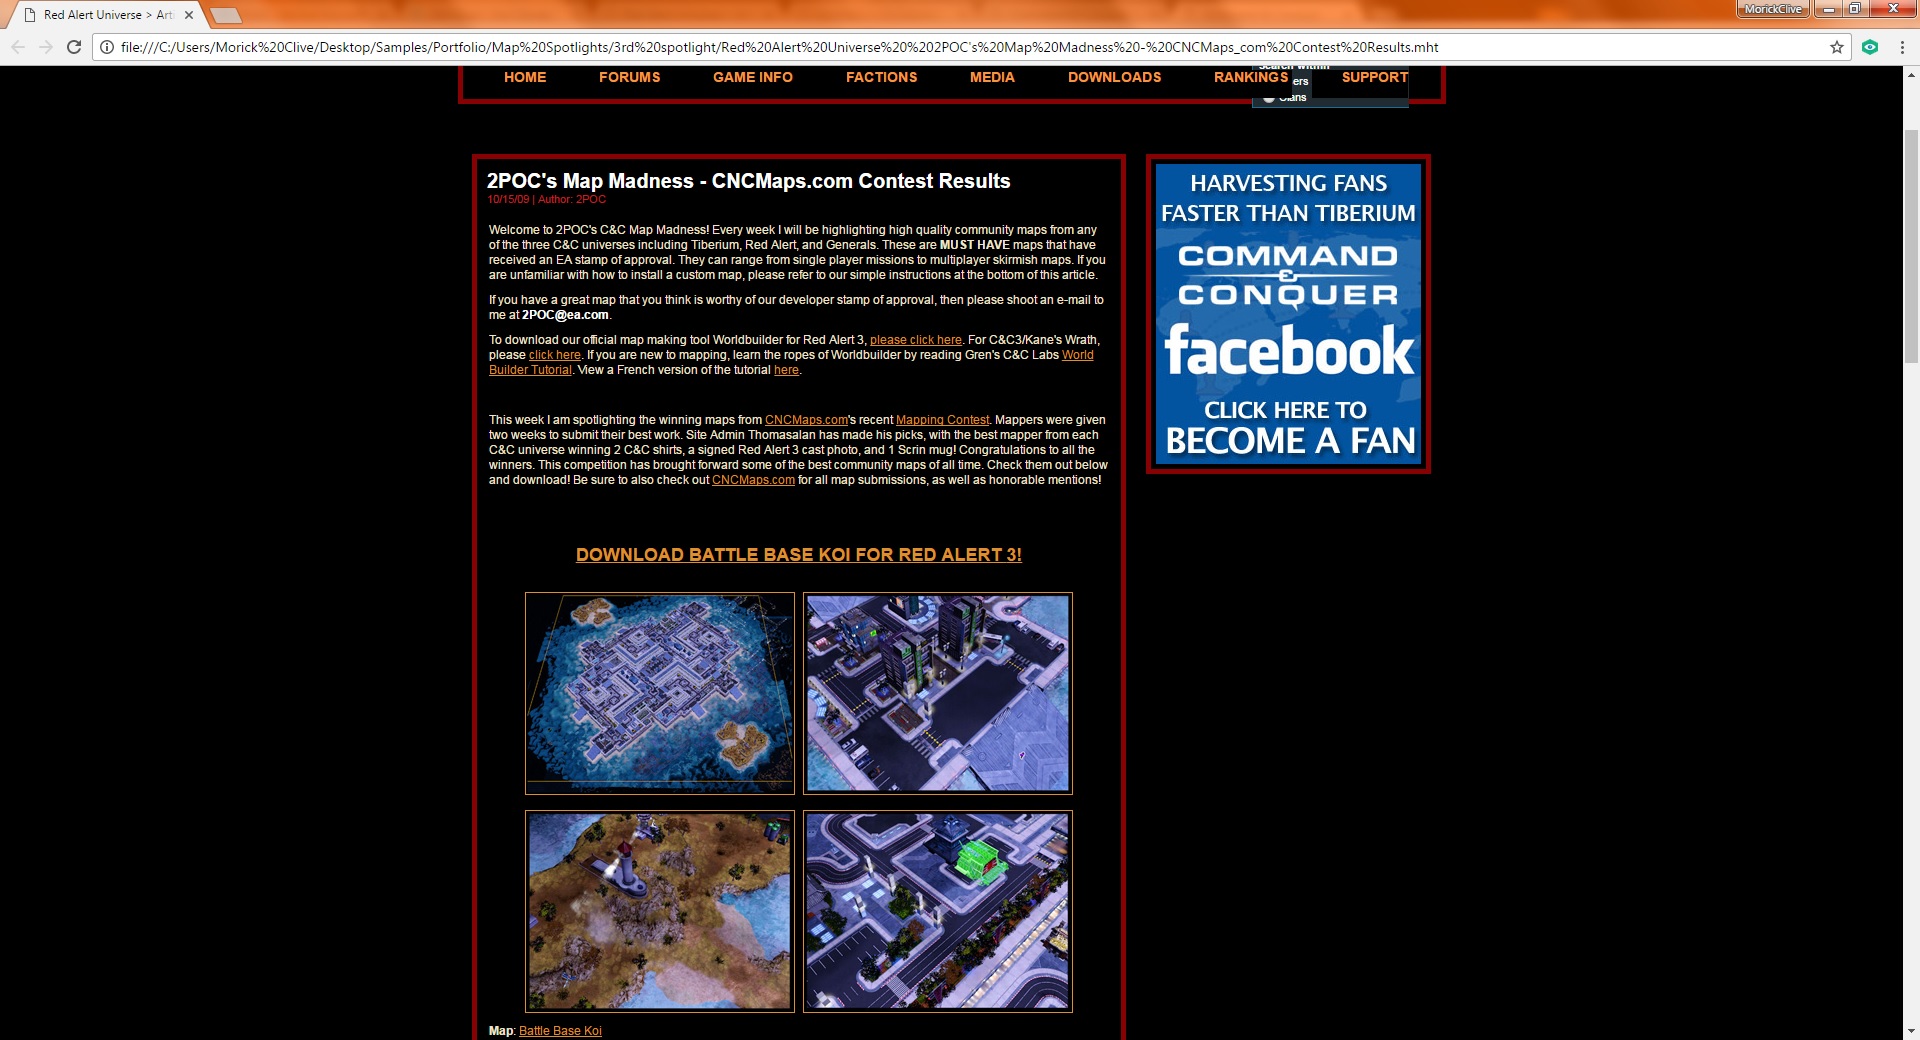 Red Alert Universe > Art
MorickClive
file:///C:/Users/Morick%20Clive/Desktop/Samples/Portfolio/Map%20Spotlights/3rd%20spotlight/Red%20Alert%20Universe%20%202POC's%20Map%20Madness%20-%20CNCMaps_com%20Contest%20Results.mht
Search Within
HOME FORUMS GAME INFO FACTIONS MEDIA DOWNLOADS RANKINGS SUPPORT
ers
Clans
2POC's Map Madness - CNCMaps.com Contest Results
10/15/09 | Author: 2POC
Welcome to 2POC's C&C Map Madness! Every week I will be highlighting high quality community maps from any
of the three C&C universes including Tiberium, Red Alert, and Generals. These are MUST HAVE maps that have
received an EA stamp of approval. They can range from single player missions to multiplayer skirmish maps. If you
are unfamiliar with how to install a custom map, please refer to our simple instructions at the bottom of this article.
If you have a great map that you think is worthy of our developer stamp of approval, then please shoot an e-mail to
me at 2POC@ea.com.
To download our official map making tool Worldbuilder for Red Alert 3, please click here. For C&C3/Kane's Wrath,
please click here. If you are new to mapping, learn the ropes of Worldbuilder by reading Gren's C&C Labs World
Builder Tutorial. View a French version of the tutorial here.
This week I am spotlighting the winning maps from CNCMaps.com's recent Mapping Contest. Mappers were given
two weeks to submit their best work. Site Admin Thomasalan has made his picks, with the best mapper from each
C&C universe winning 2 C&C shirts, a signed Red Alert 3 cast photo, and 1 Scrin mug! Congratulations to all the
winners. This competition has brought forward some of the best community maps of all time. Check them out below
and download! Be sure to also check out CNCMaps.com for all map submissions, as well as honorable mentions!
DOWNLOAD BATTLE BASE KOI FOR RED ALERT 3!
Map: Battle Base Koi
HARVESTING FANS
FASTER THAN TIBERIUM
COMMAND
&
CONQUER
facebook
CLICK HERE TO
BECOME A FAN